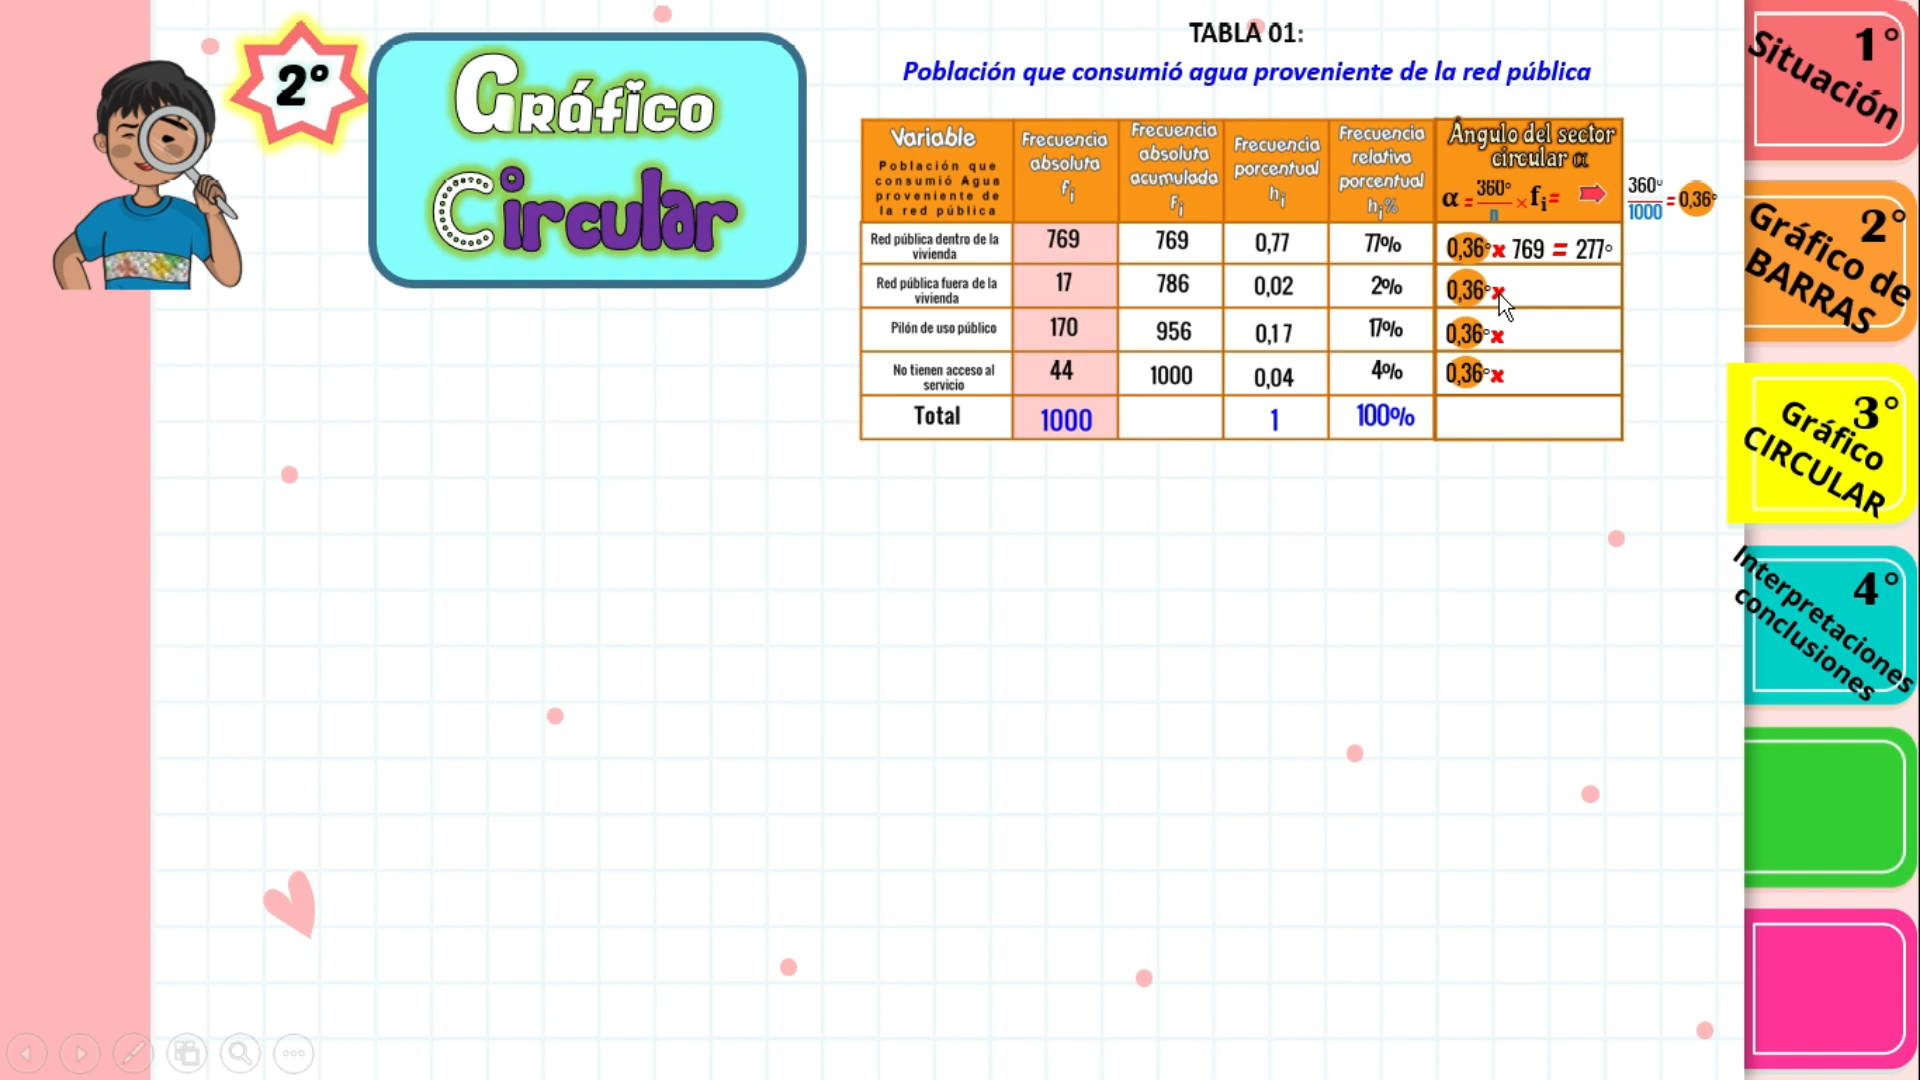 2°
Gráfico
Circular
TABLA 01:
Población que consumió agua proveniente de la red pública
Variable
Población que
consumió Agua
proveniente de
la red pública
Frecuencia
absoluta
fi
Frecuencia
absoluta
acumulada
Fi
Frecuencia
porcentual
hi
Frecuencia
relativa
porcentual
hi%
Ángulo del sector
circular α
α = 360°/n × fi =
360°/1000 = 0,36°
Red pública dentro de la
vivienda
769
769
0,77
77%
0,36° x 769 = 277°
Red pública fuera de la
vivienda
17
786
0,02
2%
0,36° x
Pilón de uso público
170
956
0,17
17%
0,36° x
No tienen acceso al
servicio
44
1000
0,04
4%
0,36° x
Total
1000
1
100%
1°
Situación
2°
Gráfico de
BARRAS
3°
Gráfico
CIRCULAR
4°
Interpretaciones
conclusiones